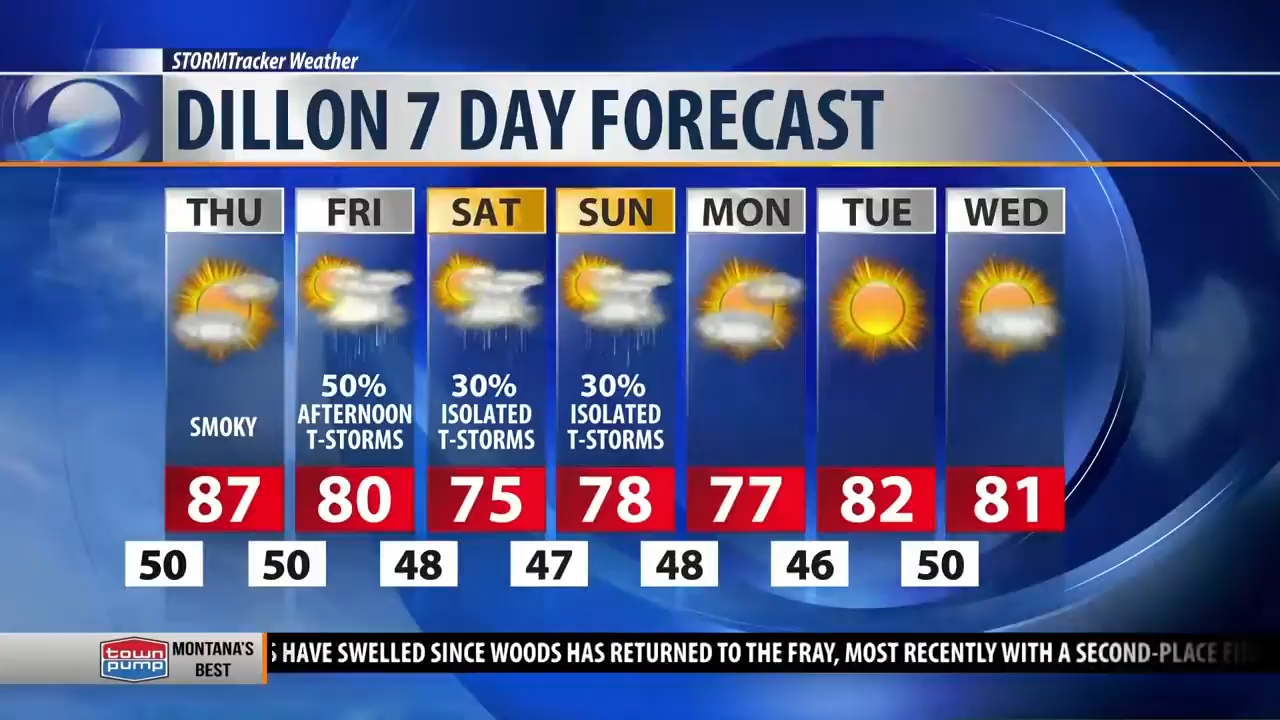 STORMTracker Weather
DILLON 7 DAY FORECAST
THU FRI SAT SUN MON TUE WED
50% 30% 30%
SMOKY AFTERNOON ISOLATED ISOLATED
T-STORMS T-STORMS T-STORMS
87 80 75 78 77 82 81
50 50 48 47 48 46 50
town pump MONTANA'S BEST
S HAVE SWELLED SINCE WOODS HAS RETURNED TO THE FRAY, MOST RECENTLY WITH A SECOND-PLACE